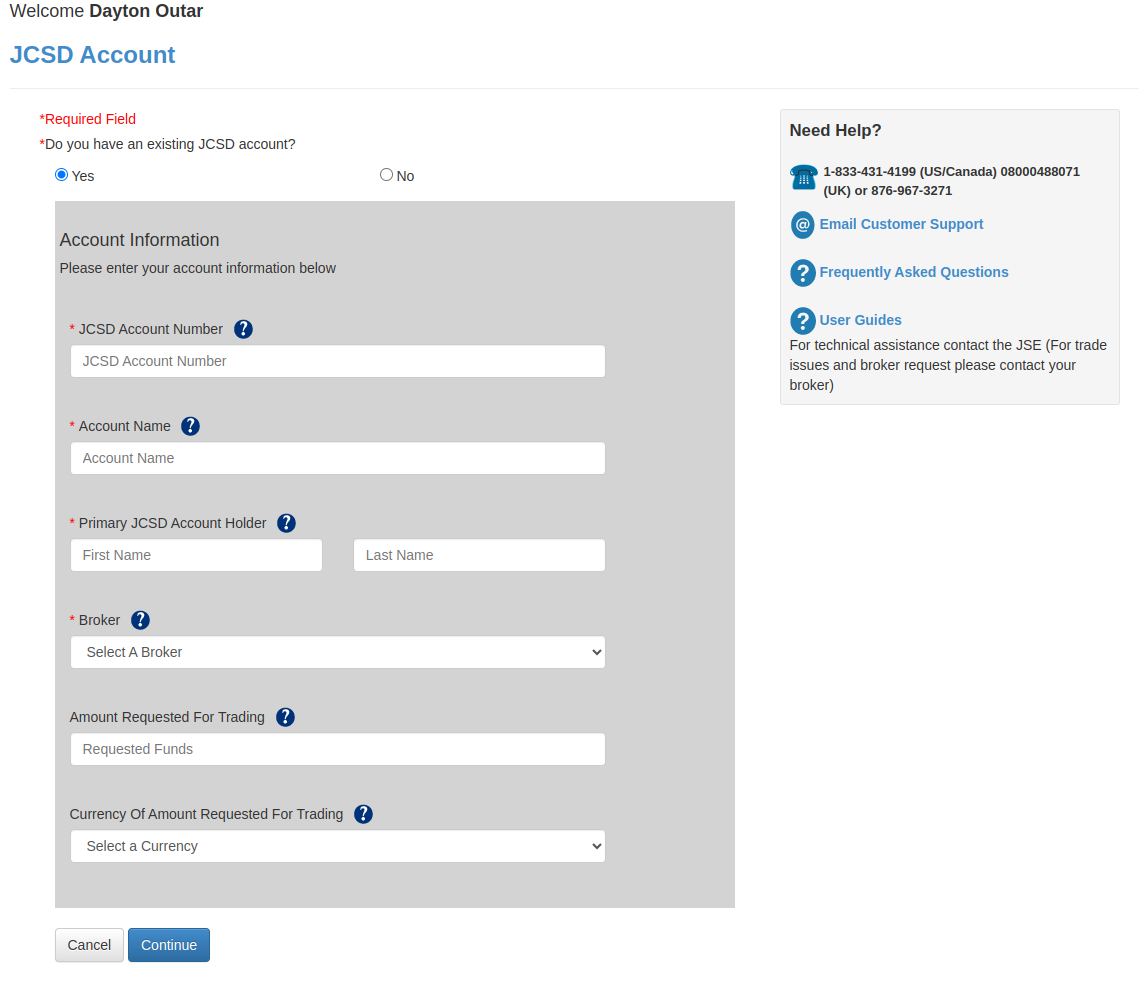 Welcome Dayton Outar
JCSD Account
*Required Field
*Do you have an existing JCSD account?
Yes
No
Account Information
Please enter your account information below
* JCSD Account Number ?
JCSD Account Number
* Account Name ?
Account Name
* Primary JCSD Account Holder ?
First Name
Last Name
* Broker ?
Select A Broker
Amount Requested For Trading ?
Requested Funds
Currency Of Amount Requested For Trading ?
Select a Currency
Cancel
Continue
Need Help?
1-833-431-4199 (US/Canada) 08000488071
(UK) or 876-967-3271
@ Email Customer Support
? Frequently Asked Questions
? User Guides
For technical assistance contact the JSE (For trade
issues and broker request please contact your
broker)